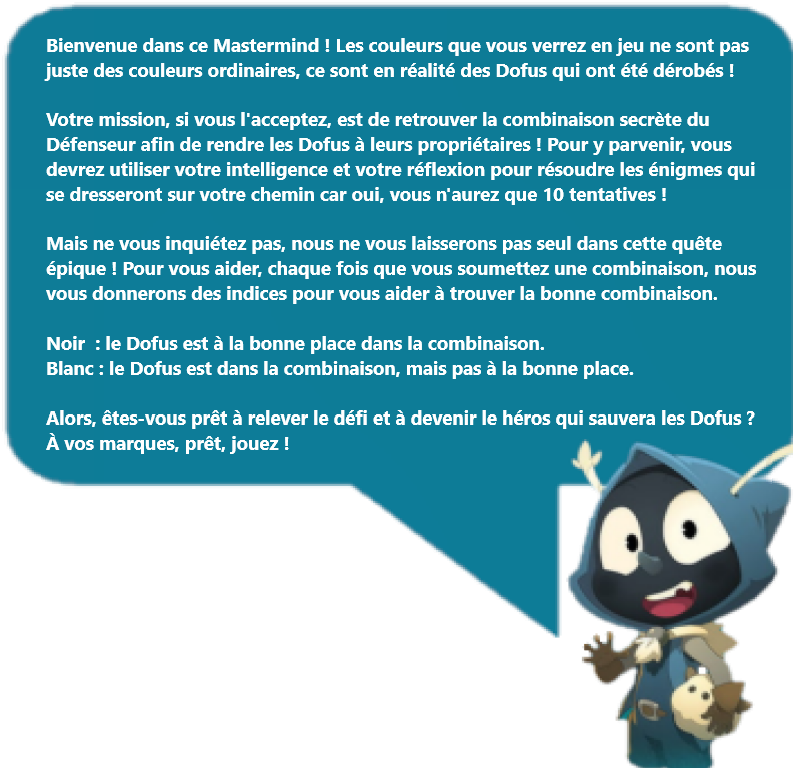 Bienvenue dans ce Mastermind ! Les couleurs que vous verrez en jeu ne sont pas
juste des couleurs ordinaires, ce sont en réalité des Dofus qui ont été dérobés !
Votre mission, si vous l'acceptez, est de retrouver la combinaison secrète du
Défenseur afin de rendre les Dofus à leurs propriétaires ! Pour y parvenir, vous
devrez utiliser votre intelligence et votre réflexion pour résoudre les énigmes qui
se dresseront sur votre chemin car oui, vous n'aurez que 10 tentatives !
Mais ne vous inquiétez pas, nous ne vous laisserons pas seul dans cette quête
épique ! Pour vous aider, chaque fois que vous soumettez une combinaison, nous
vous donnerons des indices pour vous aider à trouver la bonne combinaison.
Noir  : le Dofus est à la bonne place dans la combinaison.
Blanc : le Dofus est dans la combinaison, mais pas à la bonne place.
Alors, êtes-vous prêt à relever le défi et à devenir le héros qui sauvera les Dofus ?
À vos marques, prêt, jouez !